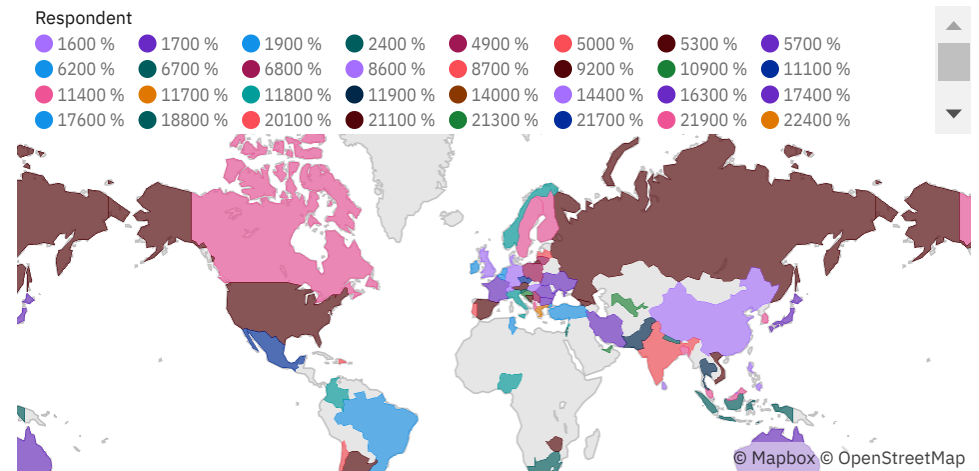 Respondent
1600 % 1700 % 1900 % 2400 % 4900 % 5000 % 5300 % 5700 %
6200 % 6700 % 6800 % 8600 % 8700 % 9200 % 10900 % 11100 %
11400 % 11700 % 11800 % 11900 % 14000 % 14400 % 16300 % 17400 %
17600 % 18800 % 20100 % 21100 % 21300 % 21700 % 21900 % 22400 %
© Mapbox © OpenStreetMap